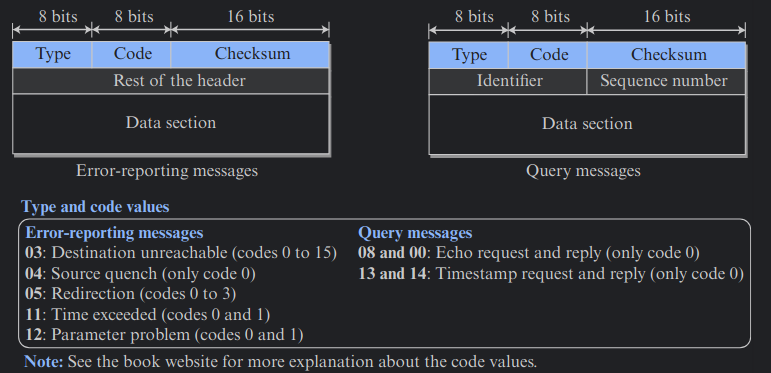 8 bits 8 bits 16 bits
Type Code Checksum
Rest of the header
Data section
Error-reporting messages
8 bits 8 bits 16 bits
Type Code Checksum
Identifier Sequence number
Data section
Query messages
Type and code values
Error-reporting messages
03: Destination unreachable (codes 0 to 15)
04: Source quench (only code 0)
05: Redirection (codes 0 to 3)
11: Time exceeded (codes 0 and 1)
12: Parameter problem (codes 0 and 1)
Query messages
08 and 00: Echo request and reply (only code 0)
13 and 14: Timestamp request and reply (only code 0)
Note: See the book website for more explanation about the code values.